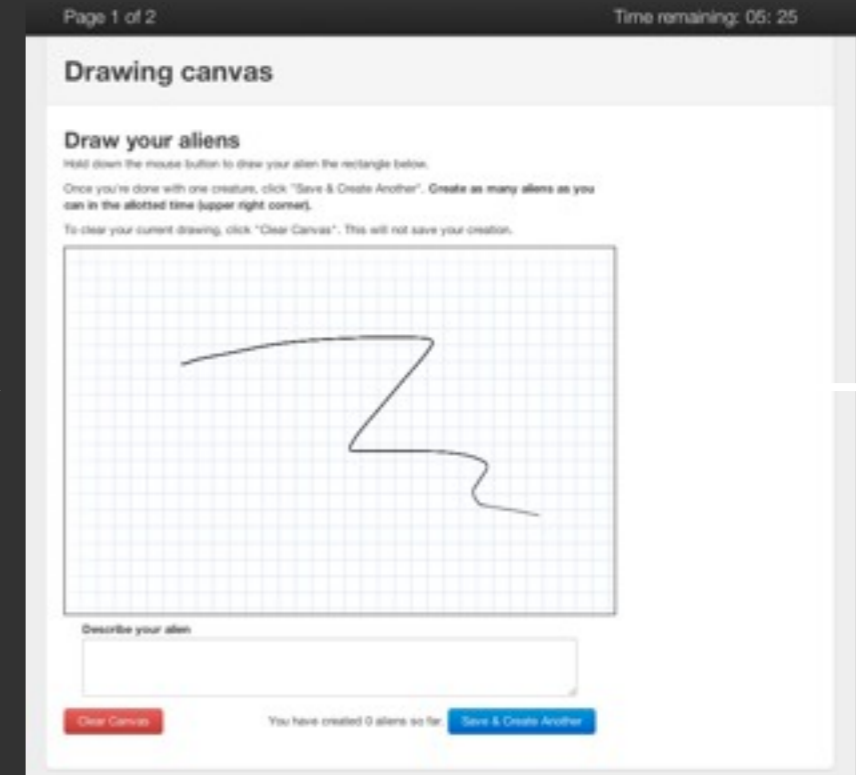 Page 1 of 2
Time remaining: 05: 25
Drawing canvas
Draw your aliens
Hold down the mouse button to draw your alien the rectangle below.
Once you're done with one creature, click "Save & Create Another". Create as many aliens as you
can in the allotted time (upper right corner).
To clear your current drawing, click "Clear Canvas". This will not save your creation.
Describe your alien
Clear Canvas
You have created 0 aliens so far.
Save & Create Another